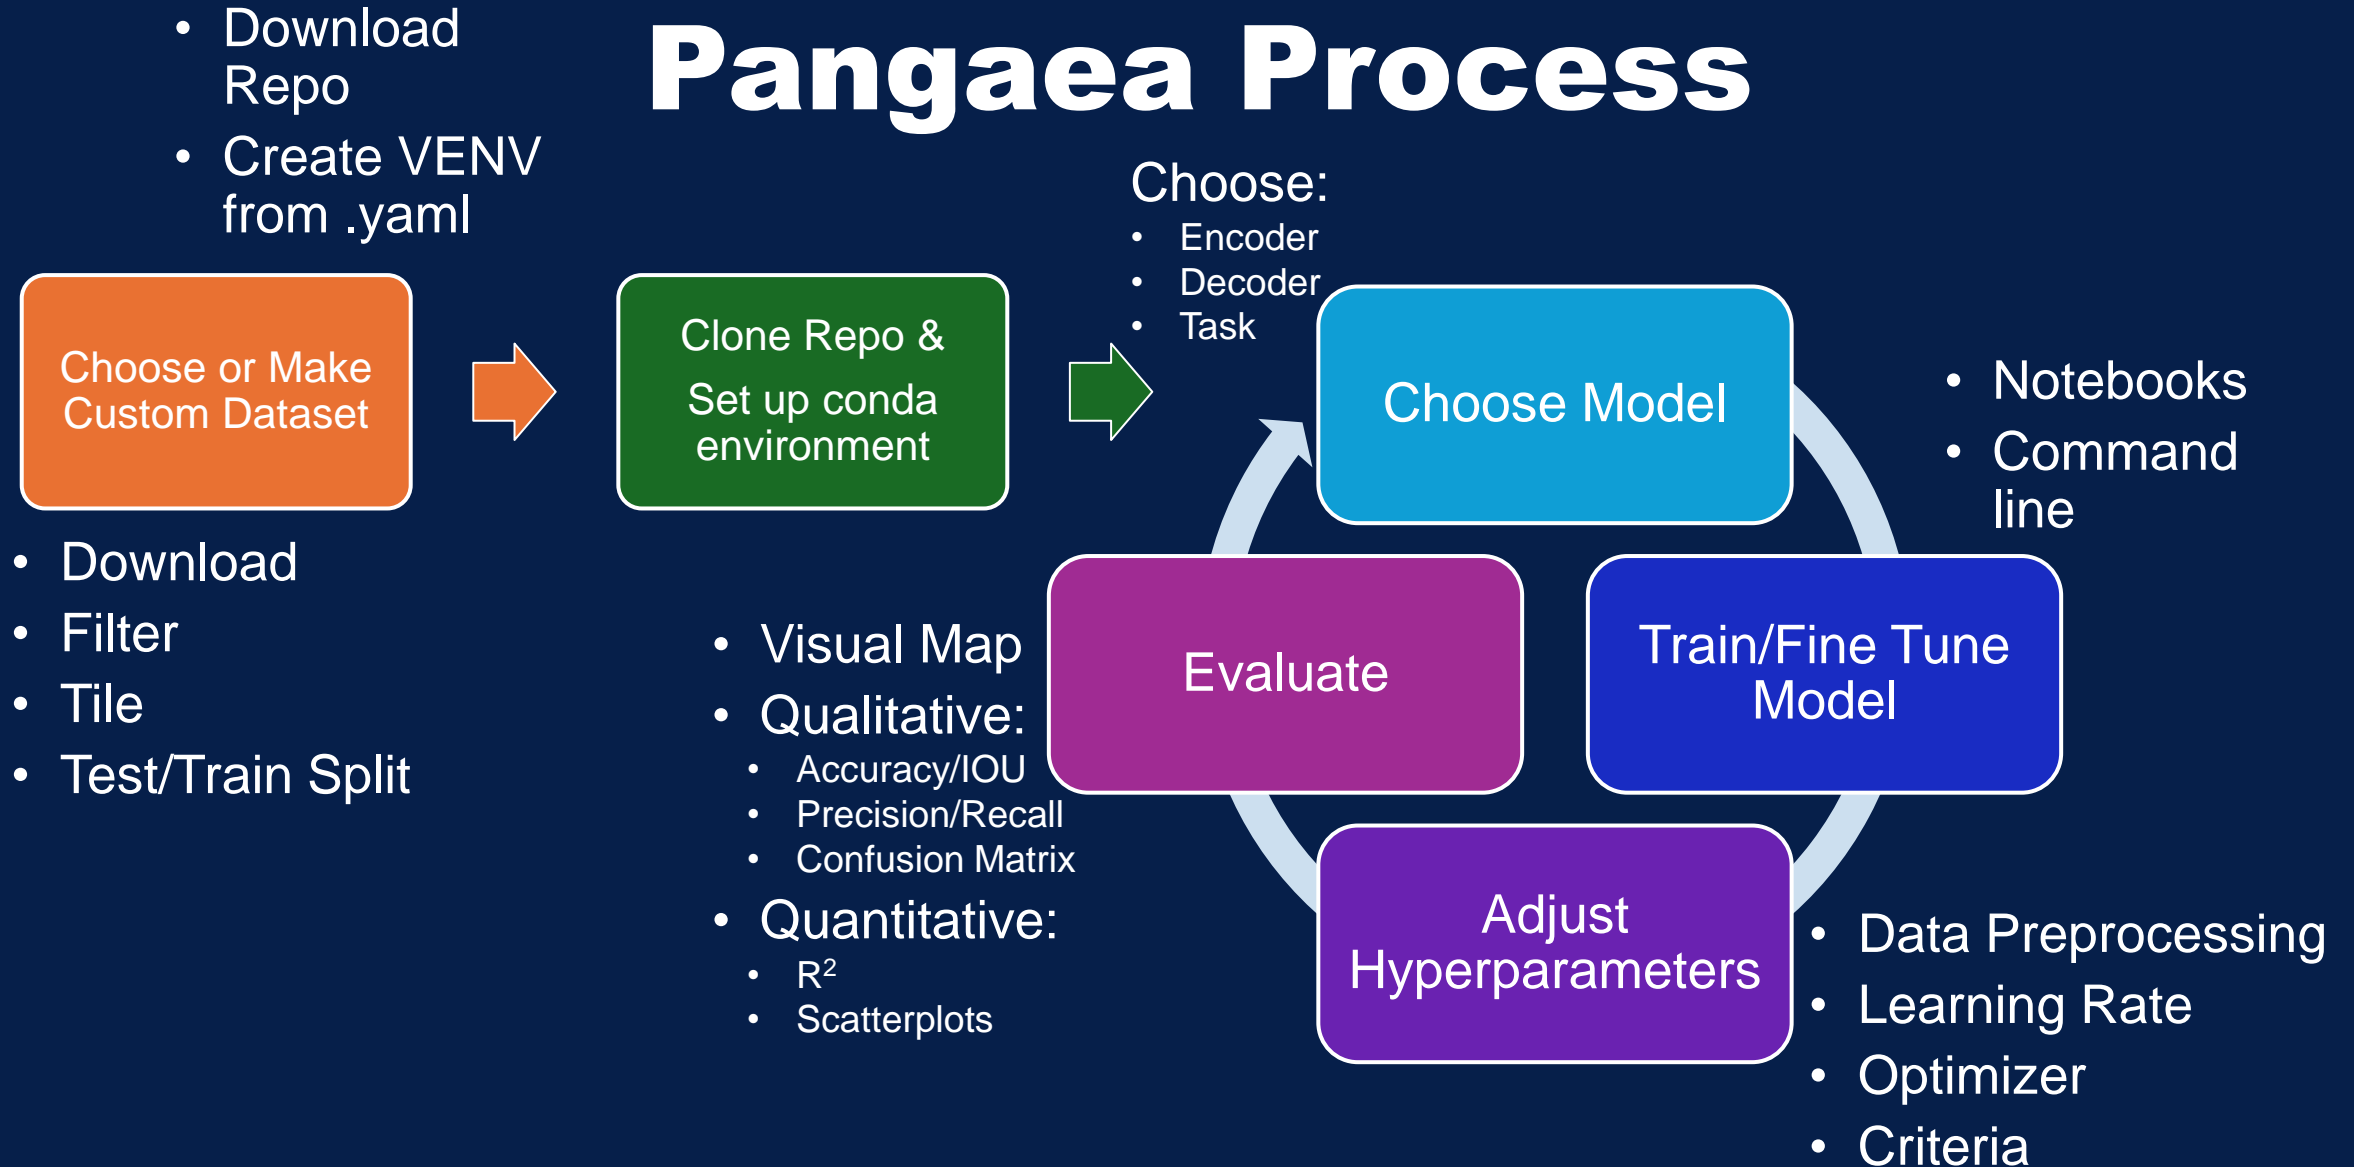 Pangaea Process
• Download
Repo
• Create VENV
from .yaml
Choose or Make
Custom Dataset
• Download
• Filter
• Tile
• Test/Train Split
Clone Repo &
Set up conda
environment
Choose:
• Encoder
• Decoder
• Task
Choose Model
• Notebooks
• Command
line
Train/Fine Tune
Model
Adjust
Hyperparameters
• Data Preprocessing
• Learning Rate
• Optimizer
• Criteria
Evaluate
• Visual Map
• Qualitative:
• Accuracy/IOU
• Precision/Recall
• Confusion Matrix
• Quantitative:
• R²
• Scatterplots